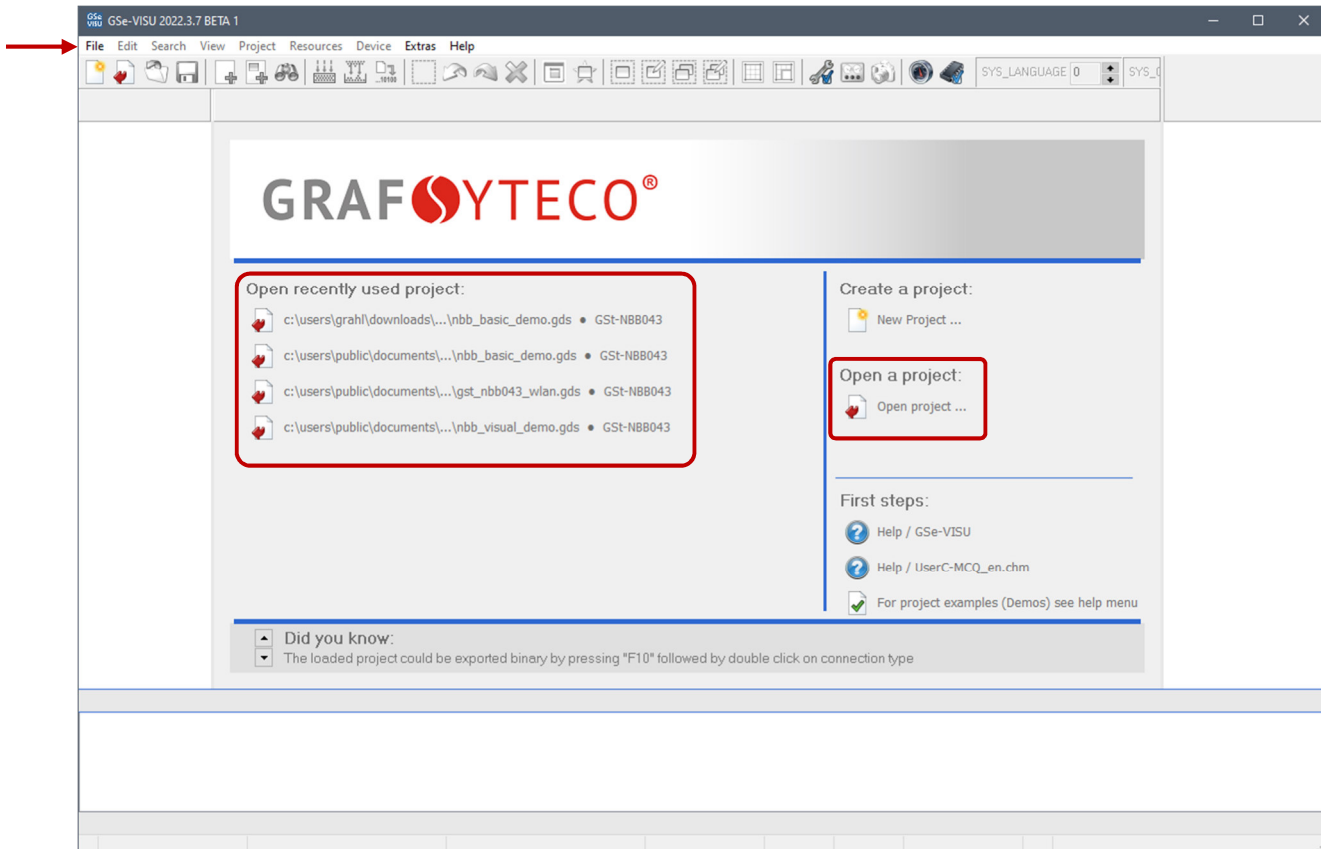 GSe VISU GSe-VISU 2022.3.7 BETA 1
File Edit Search View Project Resources Device Extras Help
SYS_LANGUAGE 0
GRAFSYTECO®
Open recently used project:
c:\users\grahl\downloads\...\nbb_basic_demo.gds ● GSt-NBB043
c:\users\public\documents\...\nbb_basic_demo.gds ● GSt-NBB043
c:\users\public\documents\...\gst_nbb043_wlan.gds ● GSt-NBB043
c:\users\public\documents\...\nbb_visual_demo.gds ● GSt-NBB043
Create a project:
New Project ...
Open a project:
Open project ...
First steps:
Help / GSe-VISU
Help / UserC-MCQ_en.chm
For project examples (Demos) see help menu
Did you know:
The loaded project could be exported binary by pressing "F10" followed by double click on connection type